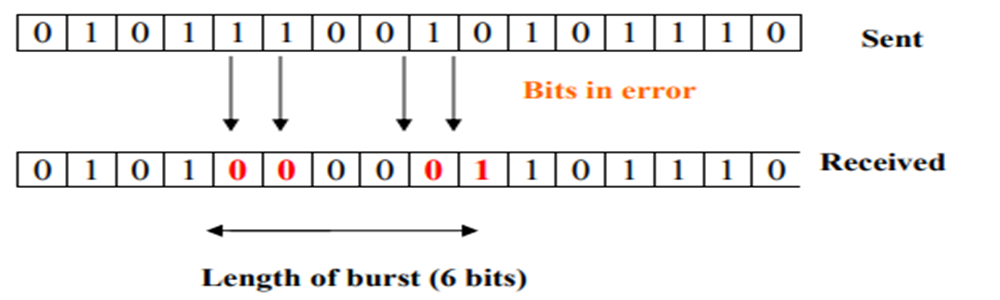 0 1 0 1 1 1 0 0 1 0 1 0 1 1 1 0 Sent
Bits in error
0 1 0 1 0 0 0 0 0 1 1 0 1 1 1 0 Received
Length of burst (6 bits)